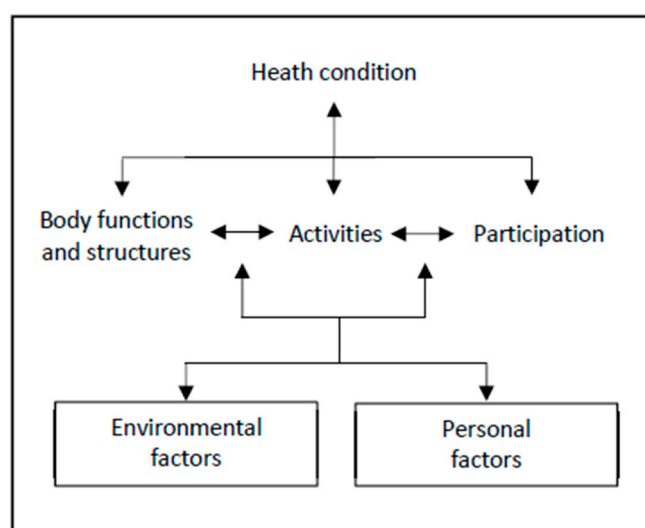 Heath condition
Body functions
and structures
Activities
Participation
Environmental
factors
Personal
factors